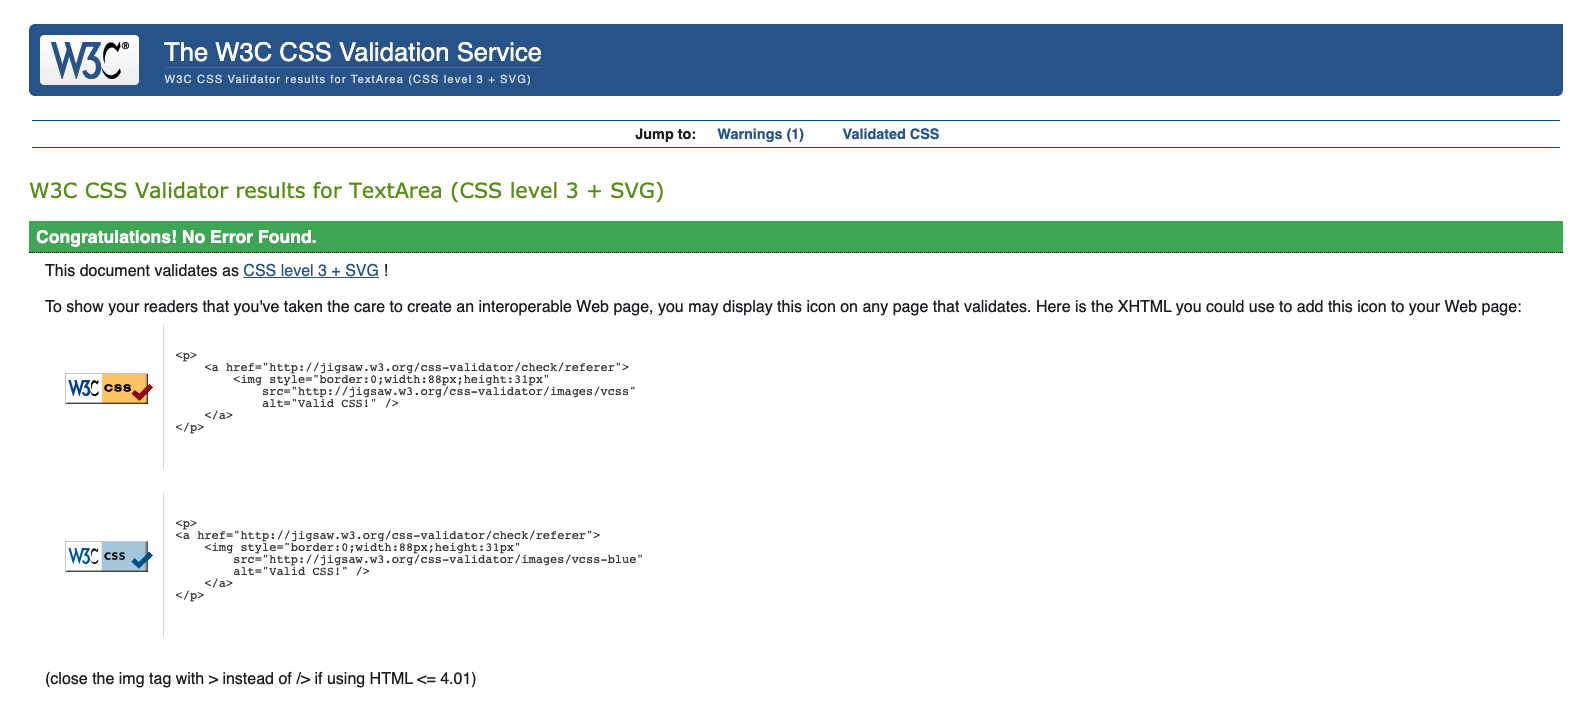 W3C®
The W3C CSS Validation Service
W3C CSS Validator results for TextArea (CSS level 3 + SVG)
Jump to: Warnings (1) Validated CSS
W3C CSS Validator results for TextArea (CSS level 3 + SVG)
Congratulations! No Error Found.
This document validates as CSS level 3 + SVG !
To show your readers that you've taken the care to create an interoperable Web page, you may display this icon on any page that validates. Here is the XHTML you could use to add this icon to your Web page:
W3C css
<p>
    <a href="http://jigsaw.w3.org/css-validator/check/referer">
        <img style="border:0;width:88px;height:31px"
            src="http://jigsaw.w3.org/css-validator/images/vcss"
            alt="Valid CSS!" />
    </a>
</p>
W3C css
<p>
<a href="http://jigsaw.w3.org/css-validator/check/referer">
    <img style="border:0;width:88px;height:31px"
        src="http://jigsaw.w3.org/css-validator/images/vcss-blue"
        alt="Valid CSS!" />
    </a>
</p>
(close the img tag with > instead of /> if using HTML <= 4.01)